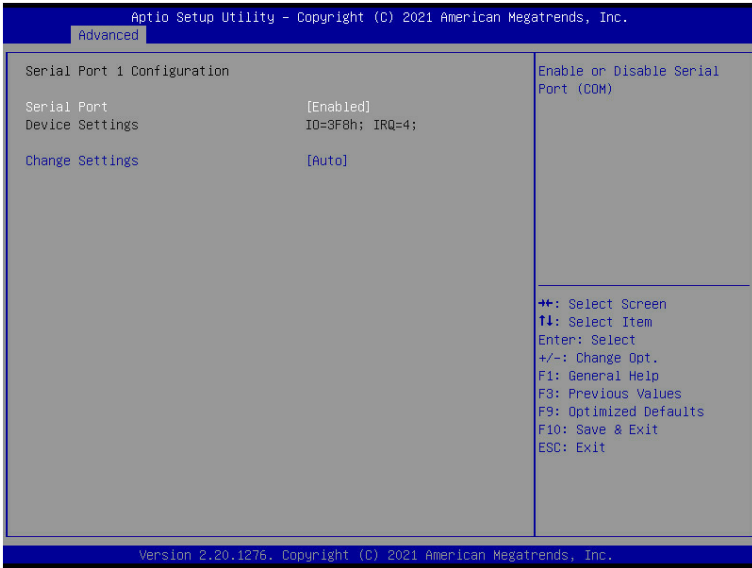 Aptio Setup Utility – Copyright (C) 2021 American Megatrends, Inc.
Advanced
Serial Port 1 Configuration
Serial Port [Enabled]
Device Settings IO=3F8h; IRQ=4;
Change Settings [Auto]
Enable or Disable Serial
Port (COM)
→←: Select Screen
↑↓: Select Item
Enter: Select
+/-: Change Opt.
F1: General Help
F3: Previous Values
F9: Optimized Defaults
F10: Save & Exit
ESC: Exit
Version 2.20.1276. Copyright (C) 2021 American Megatrends, Inc.